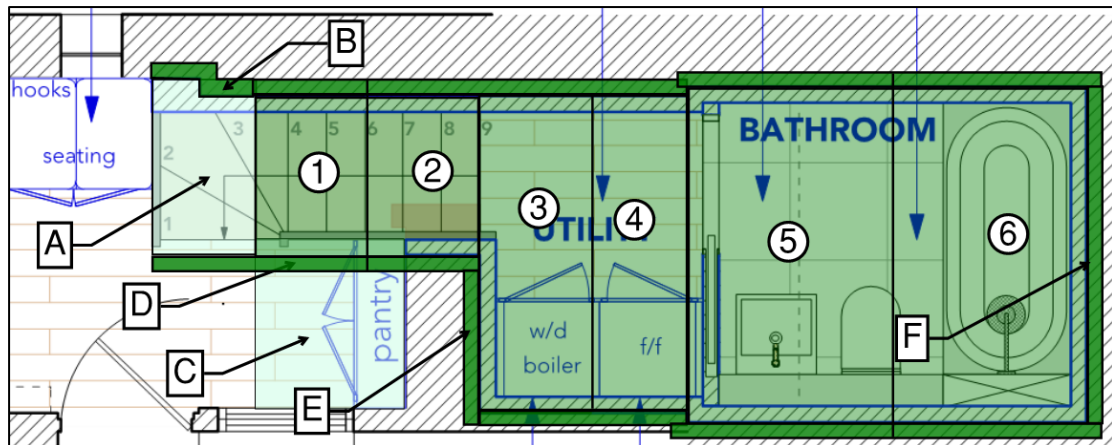 B
hooks
seating
3
4
5
6
7
8
9
BATHROOM
2
1
2
3
4
UTILIT
5
6
1
A
D
pantry
C
E
F
w/d
boiler
f/f